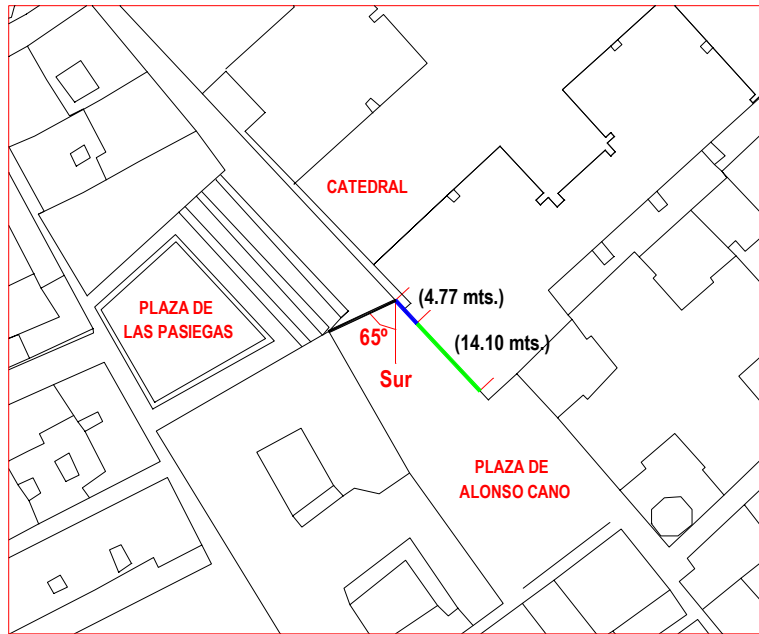 CATEDRAL
(4.77 mts.)
PLAZA DE
LAS PASIEGAS
65º
(14.10 mts.)
Sur
PLAZA DE
ALONSO CANO